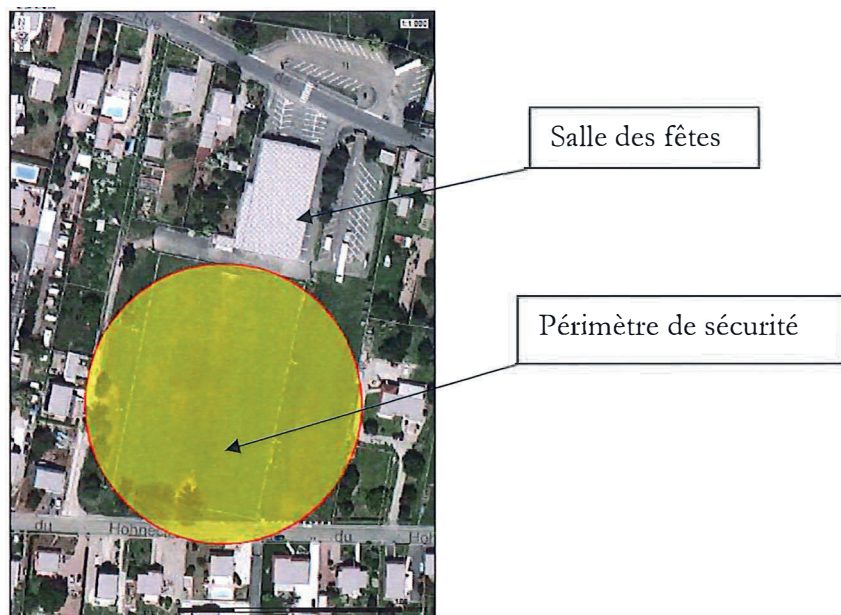 Rue
1:1 000
Salle des fêtes
Périmètre de sécurité
du
du